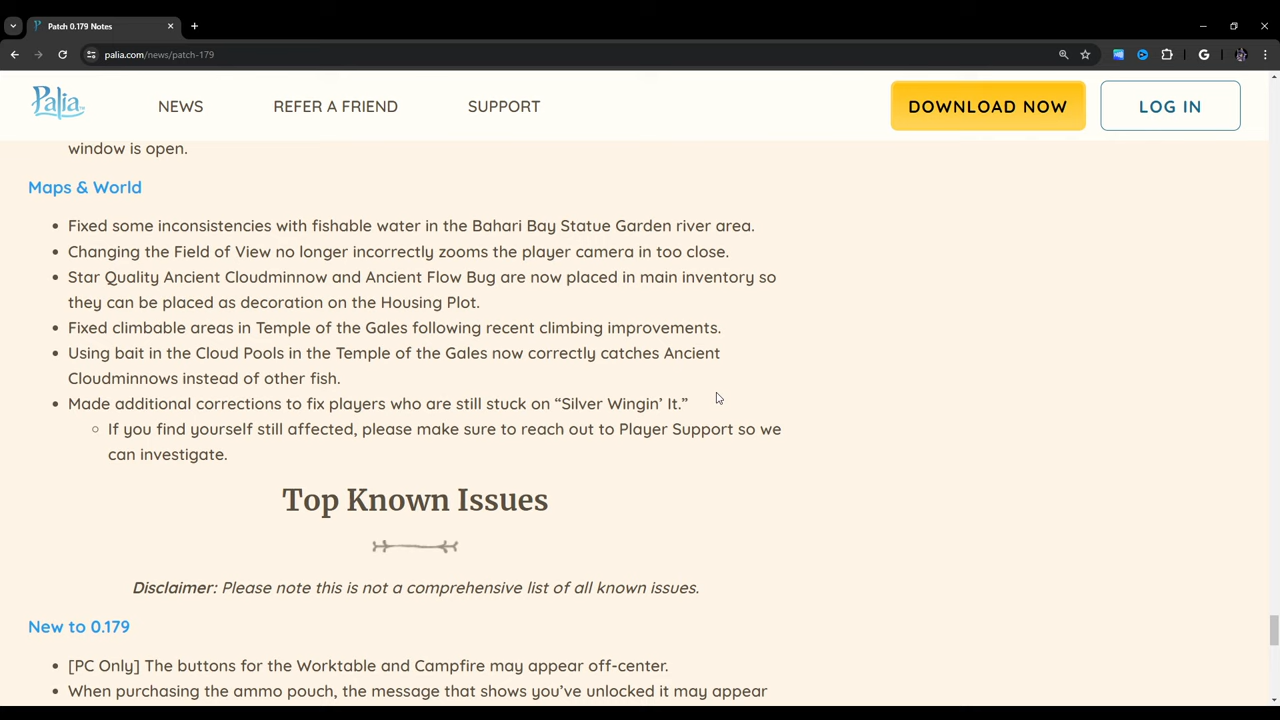 Patch 0.179 Notes
palia.com/news/patch-179
Palia
NEWS
REFER A FRIEND
SUPPORT
DOWNLOAD NOW
LOG IN
window is open.
Maps & World
Fixed some inconsistencies with fishable water in the Bahari Bay Statue Garden river area.
Changing the Field of View no longer incorrectly zooms the player camera in too close.
Star Quality Ancient Cloudminnow and Ancient Flow Bug are now placed in main inventory so
they can be placed as decoration on the Housing Plot.
Fixed climbable areas in Temple of the Gales following recent climbing improvements.
Using bait in the Cloud Pools in the Temple of the Gales now correctly catches Ancient
Cloudminnows instead of other fish.
Made additional corrections to fix players who are still stuck on “Silver Wingin’ It.”
If you find yourself still affected, please make sure to reach out to Player Support so we
can investigate.
Top Known Issues
Disclaimer: Please note this is not a comprehensive list of all known issues.
New to 0.179
[PC Only] The buttons for the Worktable and Campfire may appear off-center.
When purchasing the ammo pouch, the message that shows you’ve unlocked it may appear